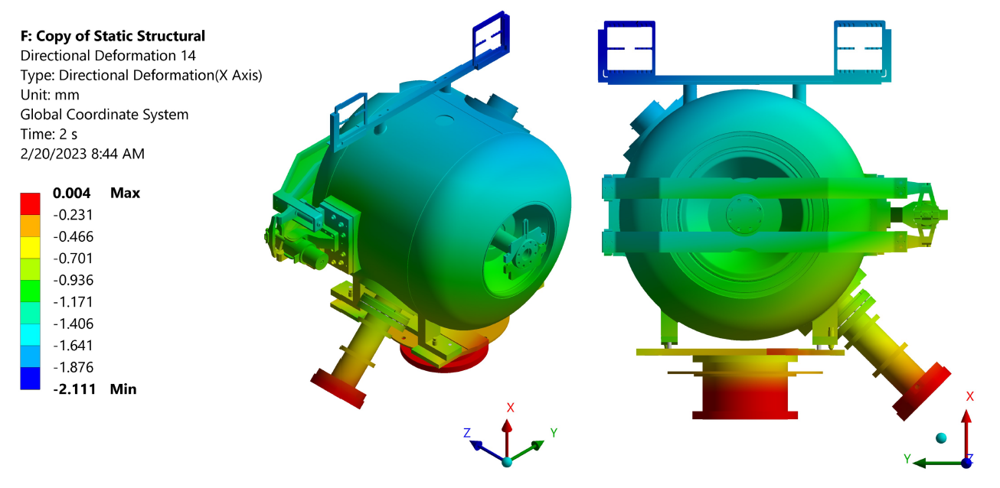 F: Copy of Static Structural
Directional Deformation 14
Type: Directional Deformation(X Axis)
Unit: mm
Global Coordinate System
Time: 2 s
2/20/2023 8:44 AM
0.004 Max
-0.231
-0.466
-0.701
-0.936
-1.171
-1.406
-1.641
-1.876
-2.111 Min
X
Z
Y
X
Y
Z